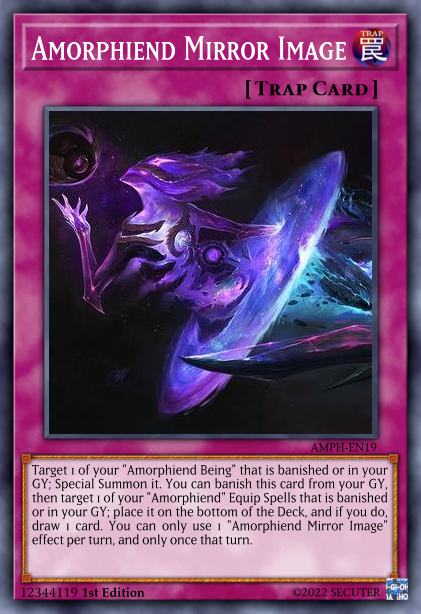 AMORPHIEND MIRROR IMAGE
TRAP
罠
[TRAP CARD]
AMPH-EN19
Target 1 of your "Amorphiend Being" that is banished or in your
GY; Special Summon it. You can banish this card from your GY,
then target 1 of your "Amorphiend" Equip Spells that is banished
or in your GY; place it on the bottom of the Deck, and if you do,
draw 1 card. You can only use 1 "Amorphiend Mirror Image"
effect per turn, and only once that turn.
12344119 1st Edition
©2022 SECUTER